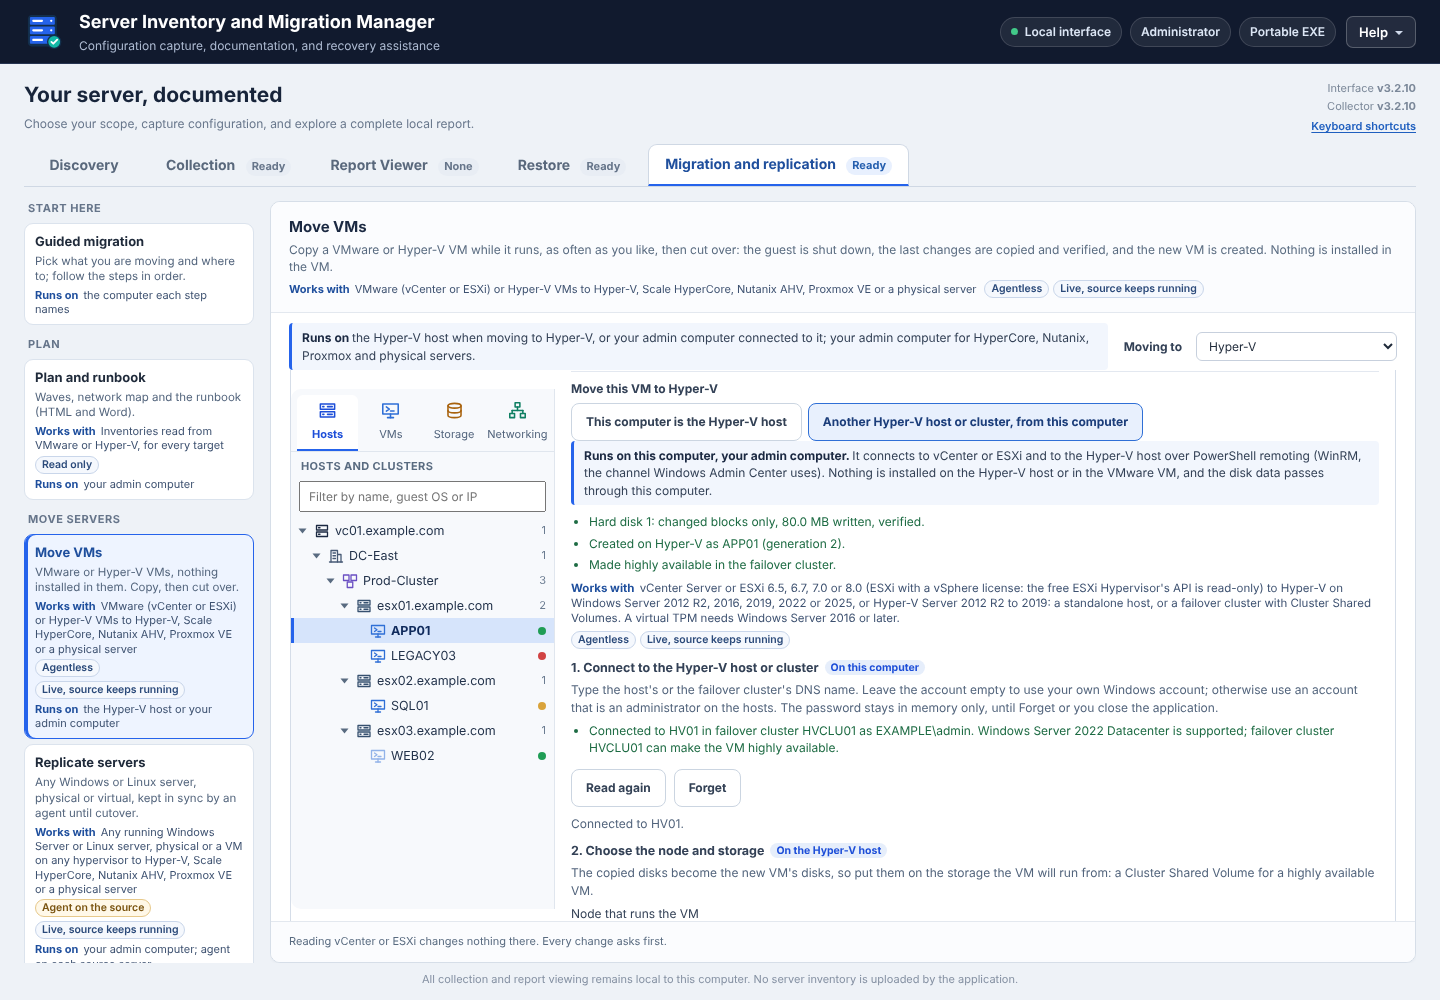 Server Inventory and Migration Manager
Configuration capture, documentation, and recovery assistance
Local interface
Administrator
Portable EXE
Help
Your server, documented
Choose your scope, capture configuration, and explore a complete local report.
Interface v3.2.10
Collector v3.2.10
Keyboard shortcuts
Discovery
Collection Ready
Report Viewer None
Restore Ready
Migration and replication Ready
START HERE
Guided migration
Pick what you are moving and where
to; follow the steps in order.
Runs on the computer each step
names
PLAN
Plan and runbook
Waves, network map and the runbook
(HTML and Word).
Works with Inventories read from
VMware or Hyper-V, for every target
Read only
Runs on your admin computer
MOVE SERVERS
Move VMs
VMware or Hyper-V VMs, nothing
installed in them. Copy, then cut over.
Works with VMware (vCenter or ESXi)
or Hyper-V VMs to Hyper-V, Scale
HyperCore, Nutanix AHV, Proxmox VE
or a physical server
Agentless
Live, source keeps running
Runs on the Hyper-V host or your
admin computer
Replicate servers
Any Windows or Linux server,
physical or virtual, kept in sync by an
agent until cutover.
Works with Any running Windows
Server or Linux server, physical or a VM
on any hypervisor to Hyper-V, Scale
HyperCore, Nutanix AHV, Proxmox VE
or a physical server
Agent on the source
Live, source keeps running
Runs on your admin computer; agent
Move VMs
Copy a VMware or Hyper-V VM while it runs, as often as you like, then cut over: the guest is shut down, the last changes are copied and verified, and the new VM is created. Nothing is installed in
the VM.
Works with VMware (vCenter or ESXi) or Hyper-V VMs to Hyper-V, Scale HyperCore, Nutanix AHV, Proxmox VE or a physical server Agentless Live, source keeps running
Runs on the Hyper-V host when moving to Hyper-V, or your admin computer connected to it; your admin computer for HyperCore, Nutanix,
Proxmox and physical servers.
Moving to Hyper-V
Hosts
VMs
Storage
Networking
HOSTS AND CLUSTERS
Filter by name, guest OS or IP
vc01.example.com 1
DC-East 1
Prod-Cluster 3
esx01.example.com 2
APP01
LEGACY03
esx02.example.com 1
SQL01
esx03.example.com 1
WEB02
Move this VM to Hyper-V
This computer is the Hyper-V host
Another Hyper-V host or cluster, from this computer
Runs on this computer, your admin computer. It connects to vCenter or ESXi and to the Hyper-V host over PowerShell remoting (WinRM,
the channel Windows Admin Center uses). Nothing is installed on the Hyper-V host or in the VMware VM, and the disk data passes
through this computer.
• Hard disk 1: changed blocks only, 80.0 MB written, verified.
• Created on Hyper-V as APP01 (generation 2).
• Made highly available in the failover cluster.
Works with vCenter Server or ESXi 6.5, 6.7, 7.0 or 8.0 (ESXi with a vSphere license: the free ESXi Hypervisor's API is read-only) to Hyper-V on
Windows Server 2012 R2, 2016, 2019, 2022 or 2025, or Hyper-V Server 2012 R2 to 2019: a standalone host, or a failover cluster with Cluster Shared
Volumes. A virtual TPM needs Windows Server 2016 or later.
Agentless Live, source keeps running
1. Connect to the Hyper-V host or cluster On this computer
Type the host's or the failover cluster's DNS name. Leave the account empty to use your own Windows account; otherwise use an account
that is an administrator on the hosts. The password stays in memory only, until Forget or you close the application.
• Connected to HV01 in failover cluster HVCLU01 as EXAMPLE\admin. Windows Server 2022 Datacenter is supported; failover cluster
HVCLU01 can make the VM highly available.
Read again
Forget
Connected to HV01.
2. Choose the node and storage On the Hyper-V host
The copied disks become the new VM's disks, so put them on the storage the VM will run from: a Cluster Shared Volume for a highly available
VM.
Node that runs the VM
Reading vCenter or ESXi changes nothing there. Every change asks first.
All collection and report viewing remains local to this computer. No server inventory is uploaded by the application.